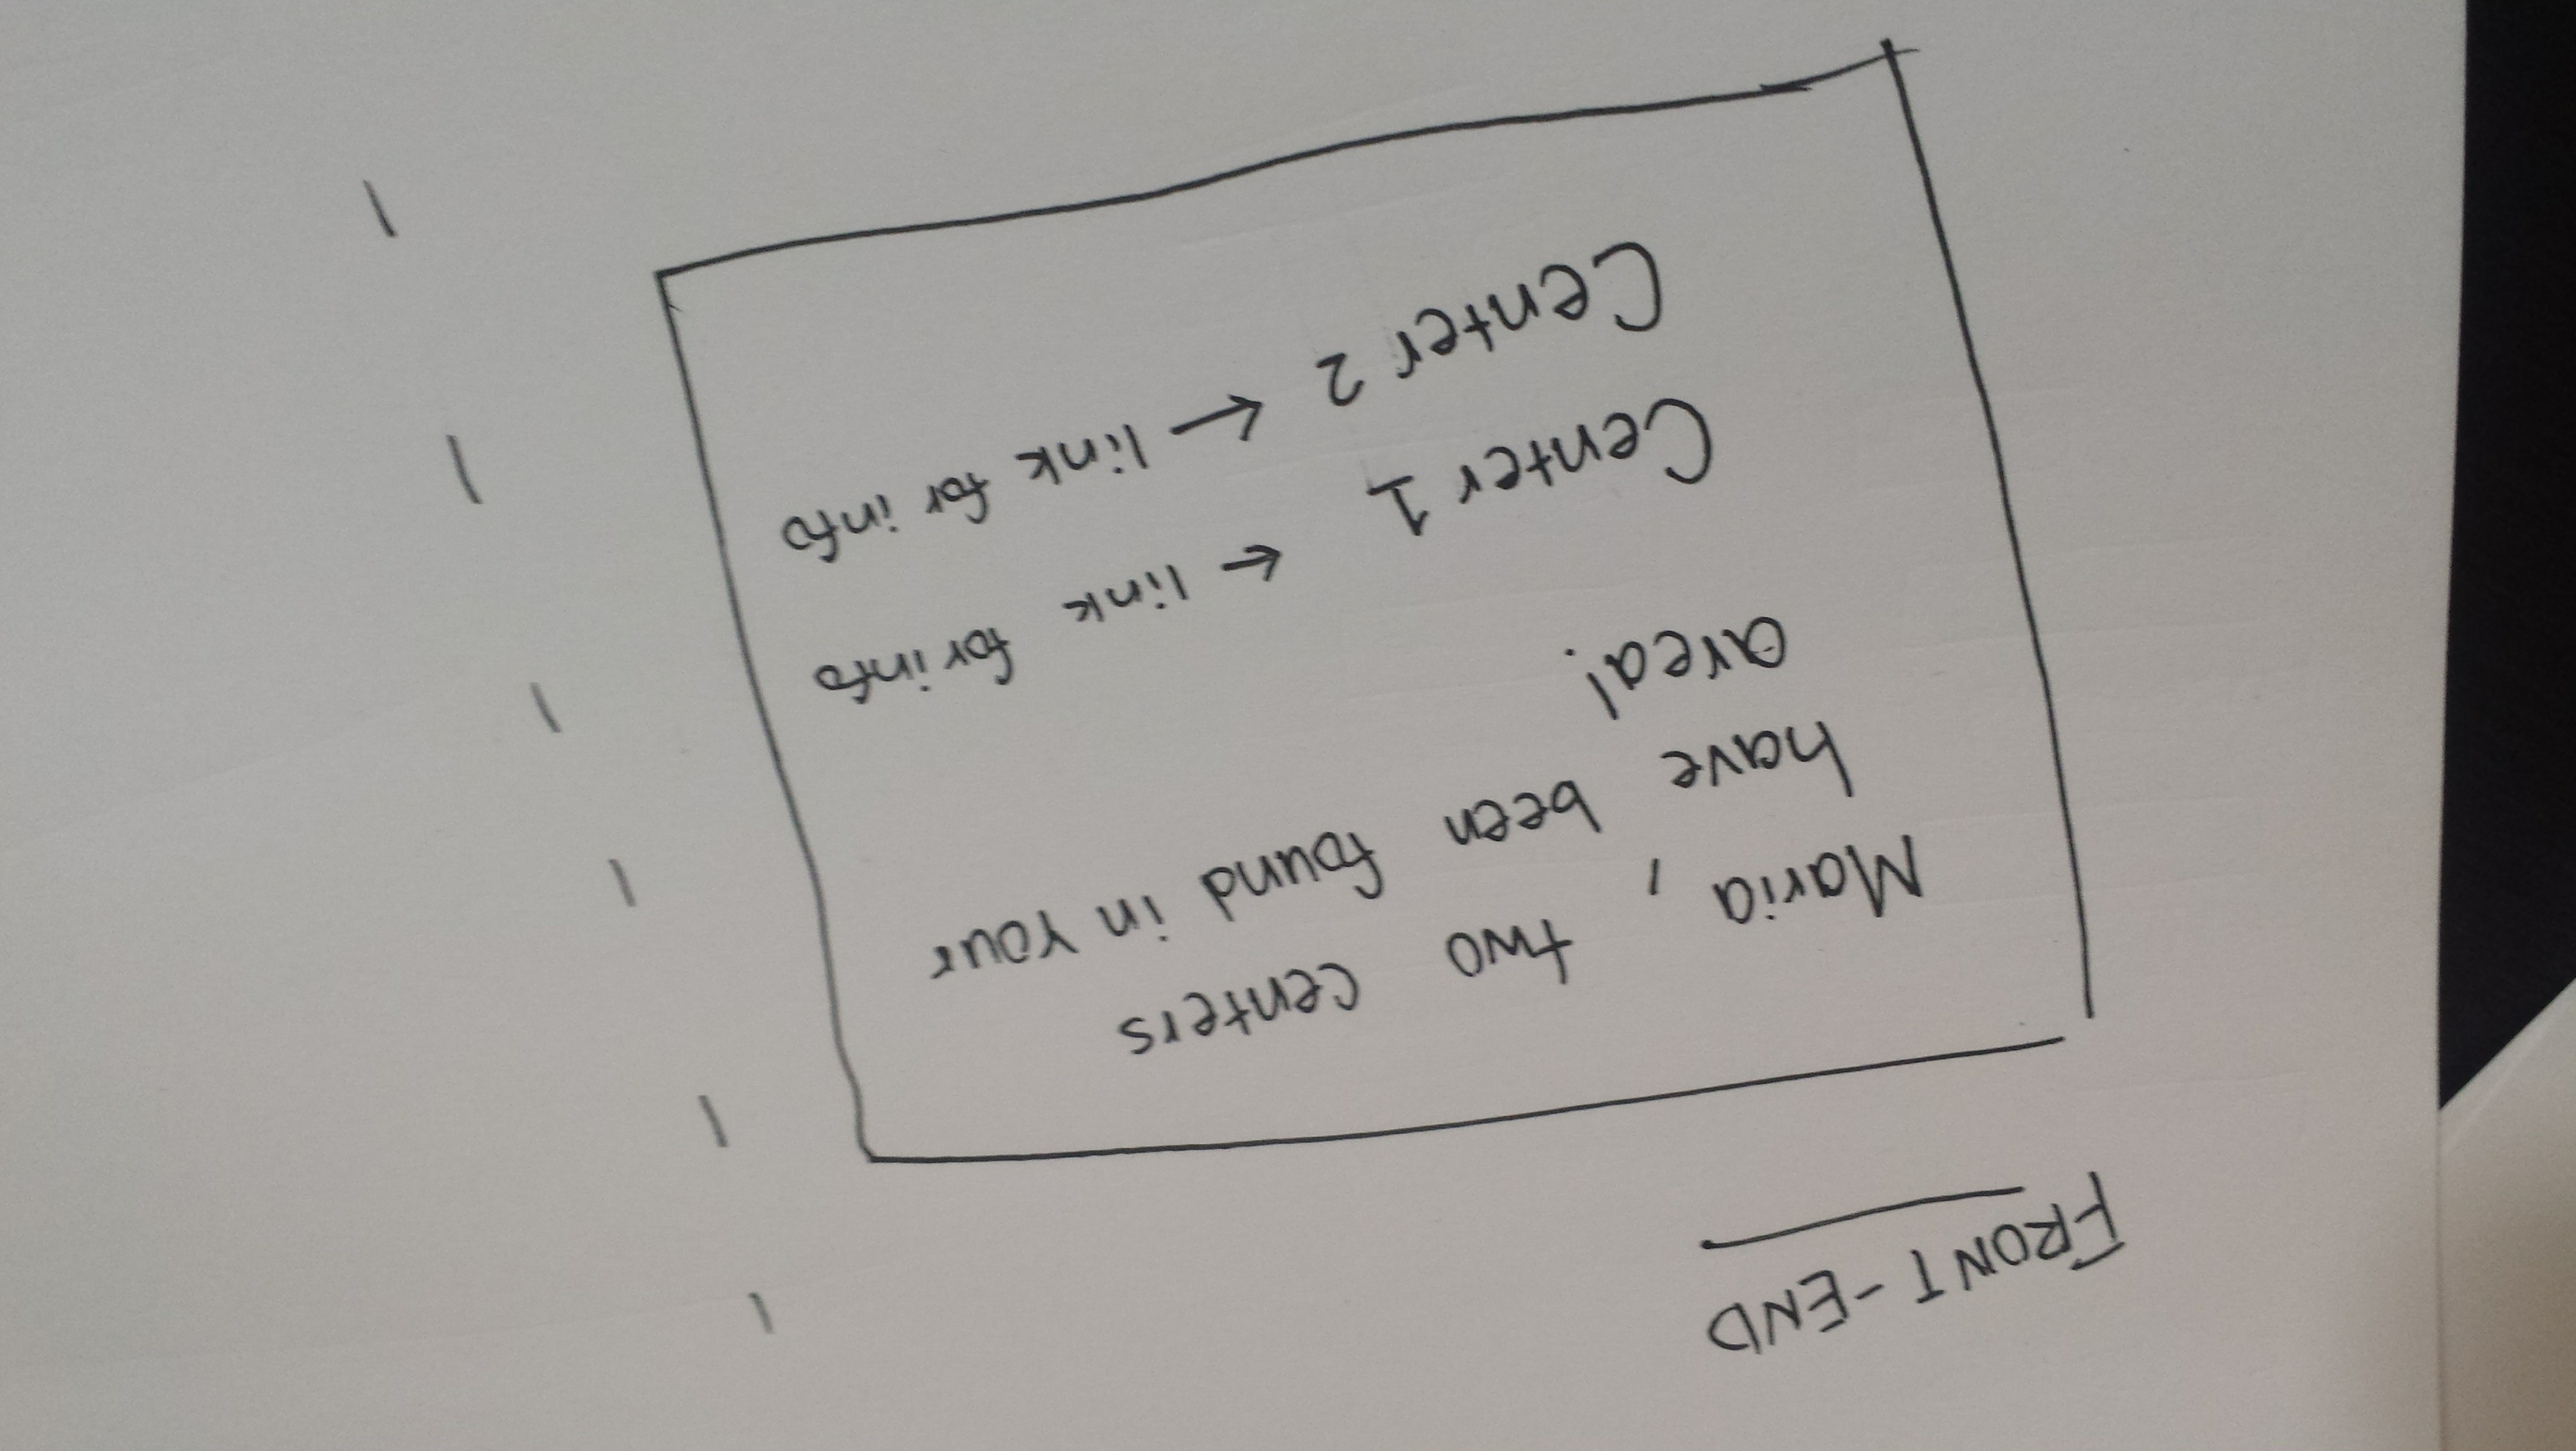 FRONT-END
Maria, two centers
have been found in your
area!
Center 1 ← link for info
Center 2 ← link for info